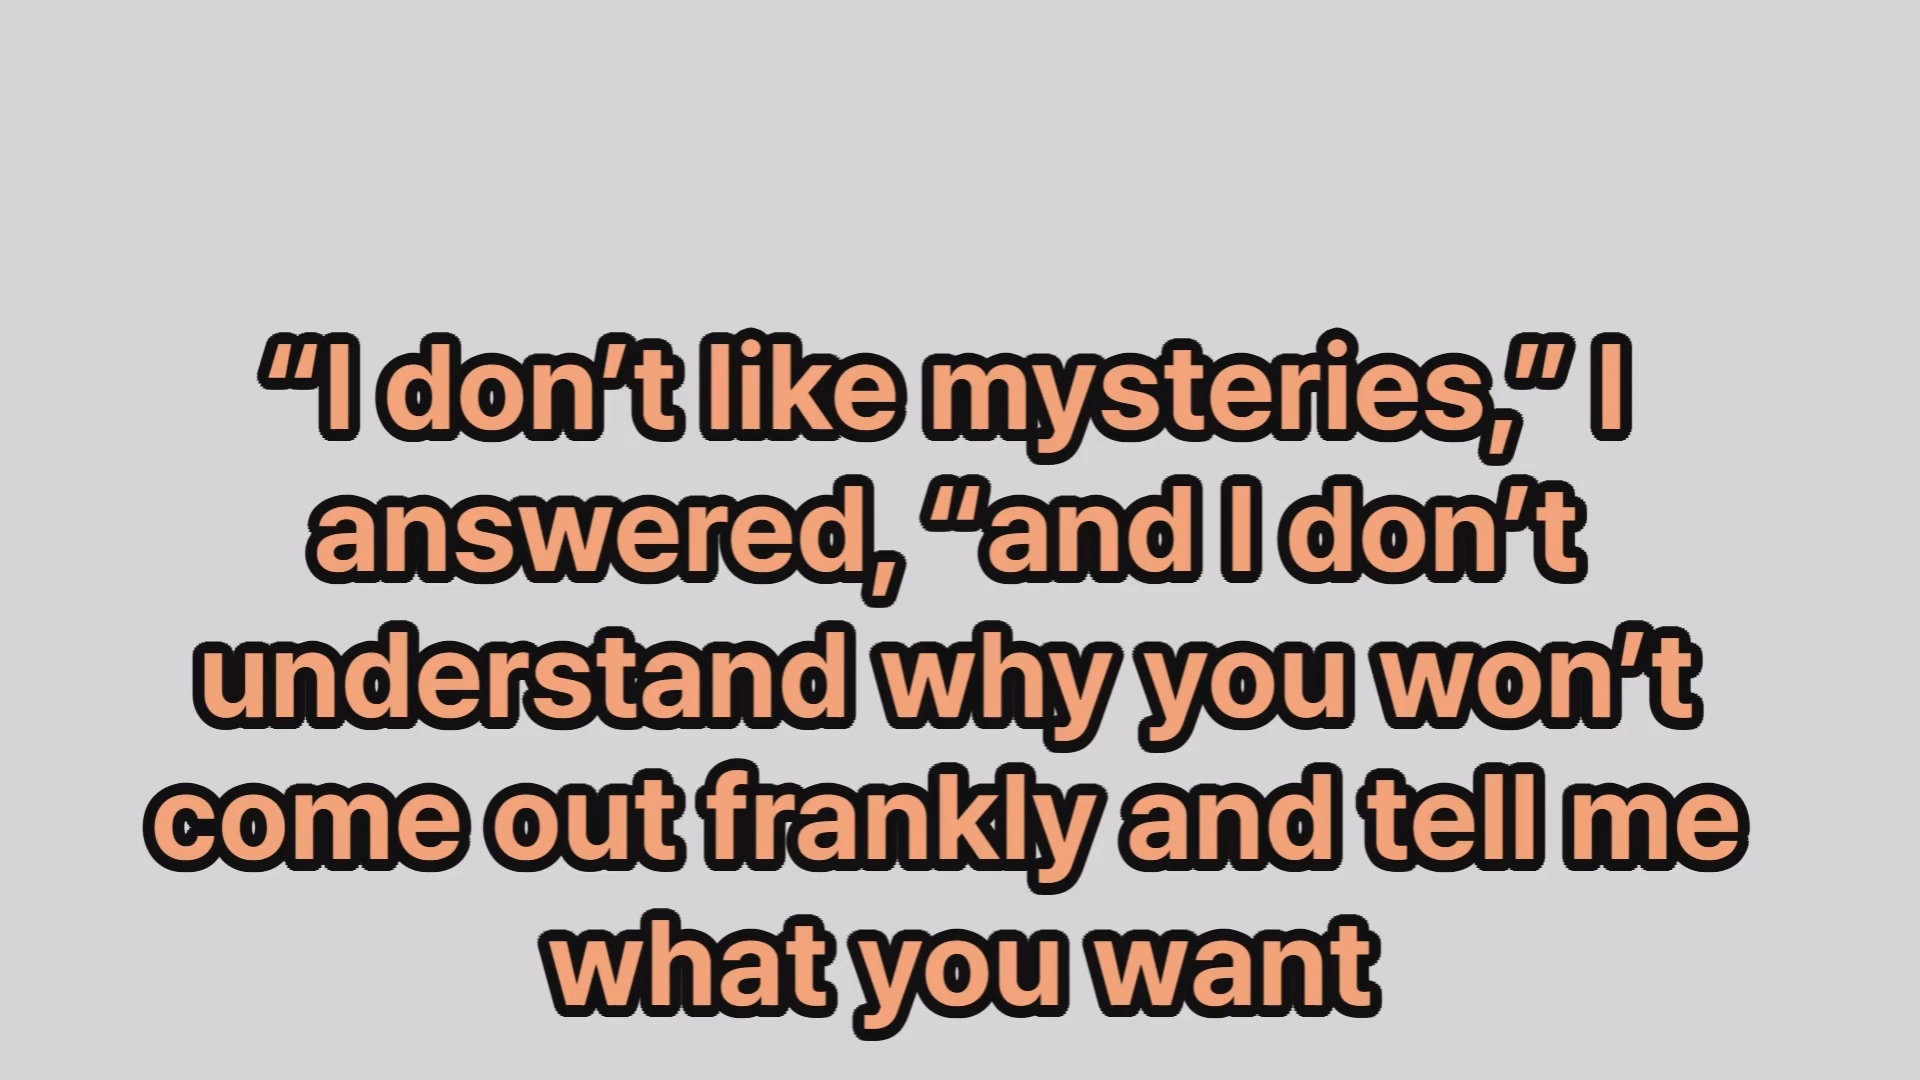 “I don’t like mysteries,” I
answered, “and I don’t
understand why you won’t
come out frankly and tell me
what you want